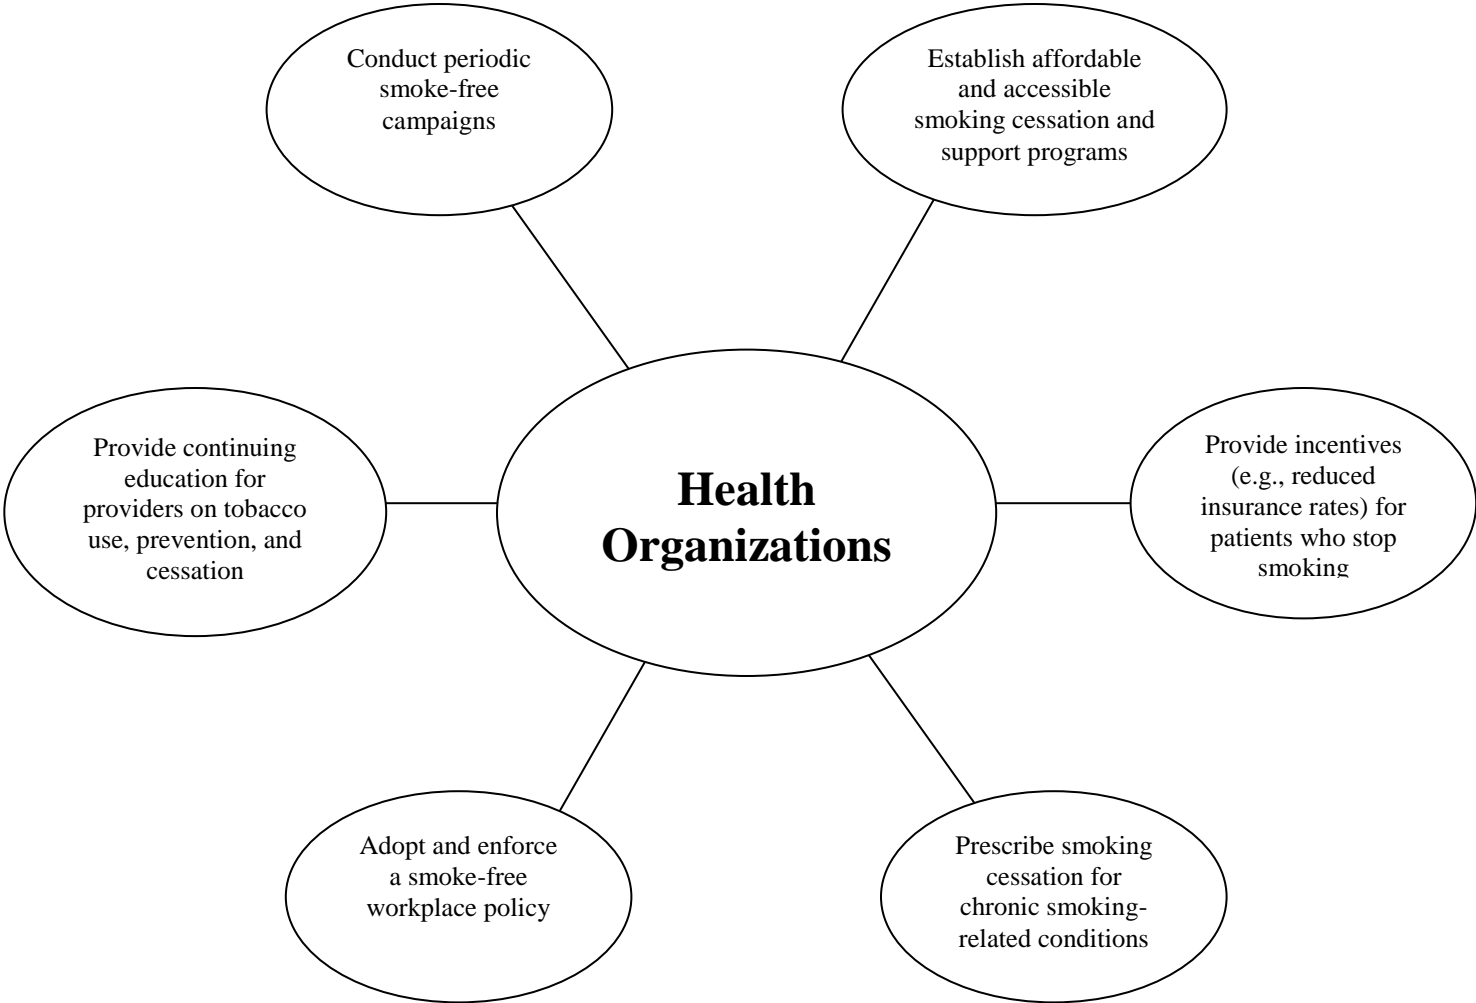 Conduct periodic
smoke-free
campaigns
Establish affordable
and accessible
smoking cessation and
support programs
Provide continuing
education for
providers on tobacco
use, prevention, and
cessation
Health
Organizations
Provide incentives
(e.g., reduced
insurance rates) for
patients who stop
smoking
Adopt and enforce
a smoke-free
workplace policy
Prescribe smoking
cessation for
chronic smoking-
related conditions